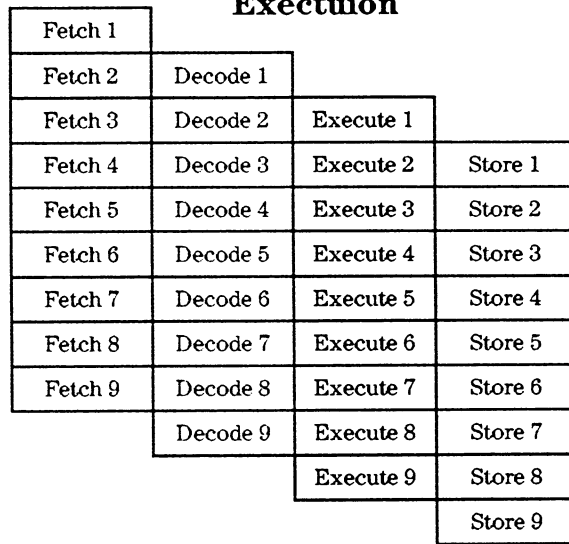 Exectuion
Fetch 1
Fetch 2 Decode 1
Fetch 3 Decode 2 Execute 1
Fetch 4 Decode 3 Execute 2 Store 1
Fetch 5 Decode 4 Execute 3 Store 2
Fetch 6 Decode 5 Execute 4 Store 3
Fetch 7 Decode 6 Execute 5 Store 4
Fetch 8 Decode 7 Execute 6 Store 5
Fetch 9 Decode 8 Execute 7 Store 6
Decode 9 Execute 8 Store 7
Execute 9 Store 8
Store 9